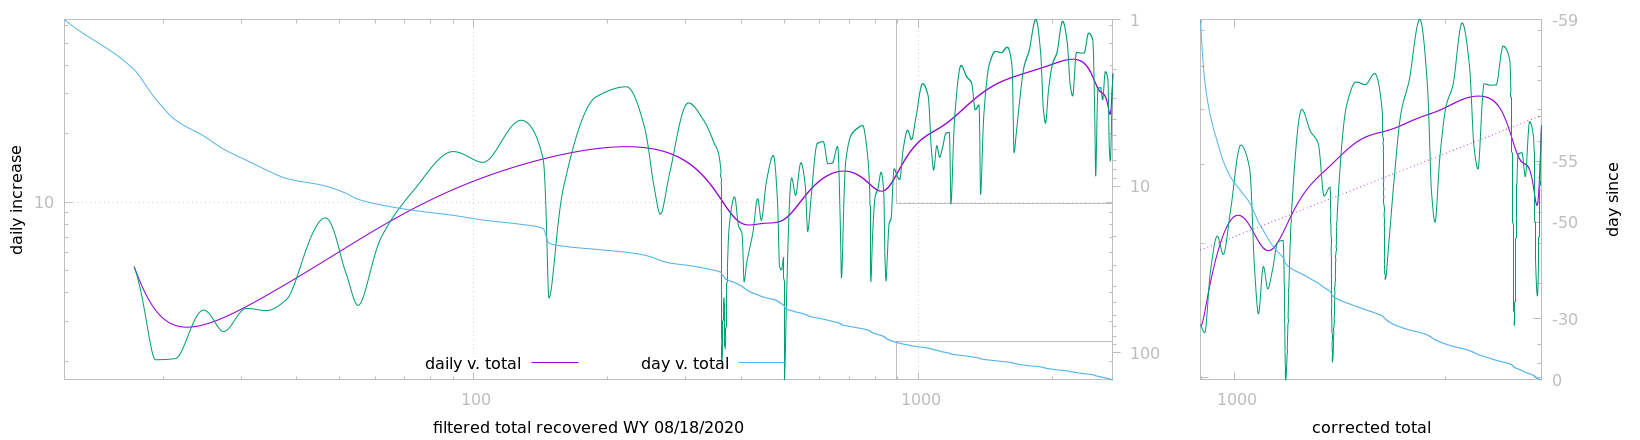 daily increase
10
100
1000
filtered total recovered WY 08/18/2020
daily v. total
day v. total
1
10
100
1000
corrected total
-59
-55
-50
-30
0
day since